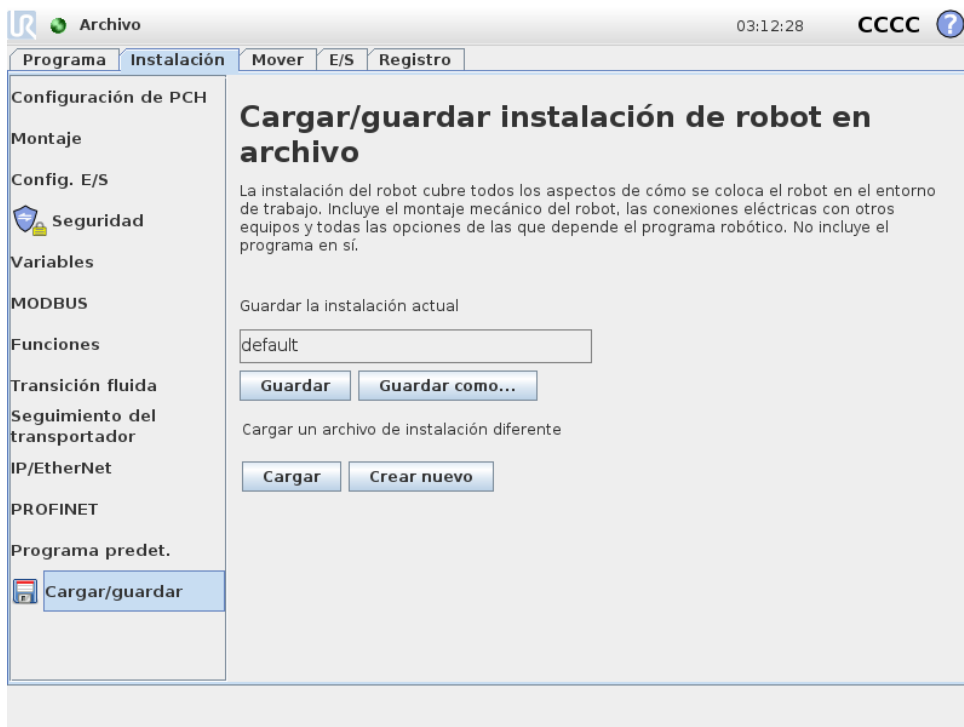 UR Archivo 03:12:28 CCCC ?
Programa Instalación Mover E/S Registro
Configuración de PCH
Montaje
Config. E/S
Seguridad
Variables
MODBUS
Funciones
Transición fluida
Seguimiento del
transportador
IP/EtherNet
PROFINET
Programa predet.
Cargar/guardar
Cargar/guardar instalación de robot en
archivo
La instalación del robot cubre todos los aspectos de cómo se coloca el robot en el entorno
de trabajo. Incluye el montaje mecánico del robot, las conexiones eléctricas con otros
equipos y todas las opciones de las que depende el programa robótico. No incluye el
programa en sí.
Guardar la instalación actual
default
Guardar Guardar como...
Cargar un archivo de instalación diferente
Cargar Crear nuevo